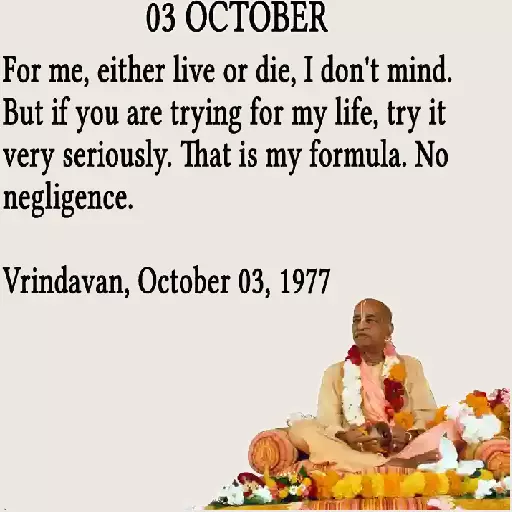 03 OCTOBER
For me, either live or die, I don't mind.
But if you are trying for my life, try it
very seriously. That is my formula. No
negligence.
Vrindavan, October 03, 1977